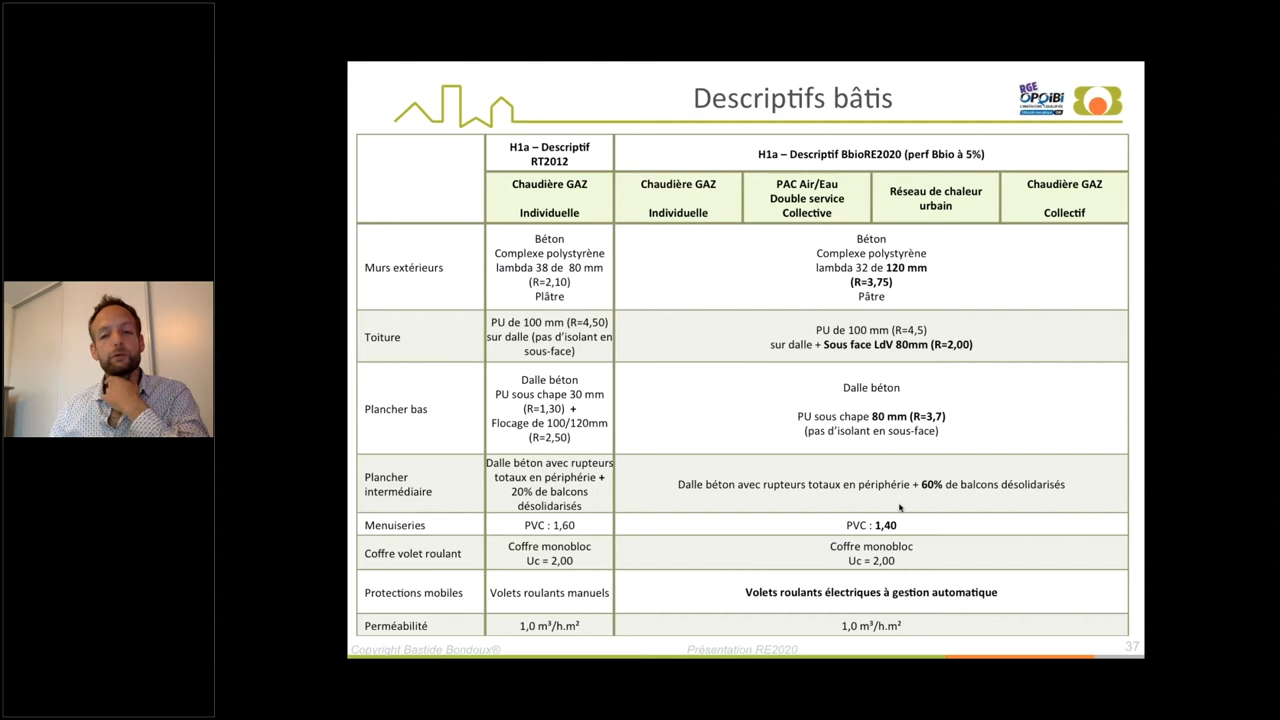 Descriptifs bâtis
RGE
OPQIBI
H1a – Descriptif
RT2012
H1a – Descriptif BbioRE2020 (perf Bbio à 5%)
Chaudière GAZ
Individuelle
Chaudière GAZ
Individuelle
PAC Air/Eau
Double service
Collective
Réseau de chaleur
urbain
Chaudière GAZ
Collectif
Murs extérieurs
Béton
Complexe polystyrène
lambda 38 de 80 mm
(R=2,10)
Plâtre
Béton
Complexe polystyrène
lambda 32 de 120 mm
(R=3,75)
Pâtre
Toiture
PU de 100 mm (R=4,50)
sur dalle (pas d'isolant en
sous-face)
PU de 100 mm (R=4,5)
sur dalle + Sous face LdV 80mm (R=2,00)
Plancher bas
Dalle béton
PU sous chape 30 mm
(R=1,30) +
Flocage de 100/120mm
(R=2,50)
Dalle béton
PU sous chape 80 mm (R=3,7)
(pas d'isolant en sous-face)
Plancher
intermédiaire
Dalle béton avec rupteurs
totaux en périphérie +
20% de balcons
désolidarisés
Dalle béton avec rupteurs totaux en périphérie + 60% de balcons désolidarisés
Menuiseries
PVC : 1,60
PVC : 1,40
Coffre volet roulant
Coffre monobloc
Uc = 2,00
Coffre monobloc
Uc = 2,00
Protections mobiles
Volets roulants manuels
Volets roulants électriques à gestion automatique
Perméabilité
1,0 m³/h.m²
1,0 m³/h.m²
Copyright Bastide Bondoux®
Présentation RE2020
37